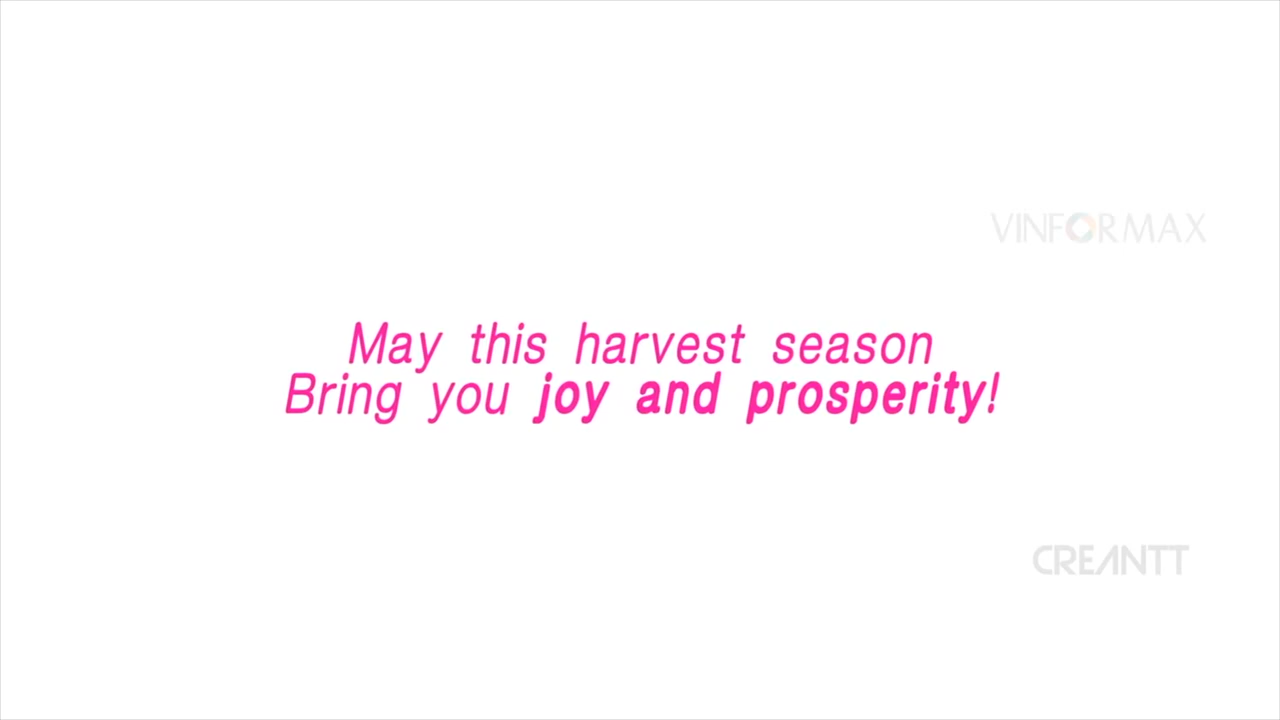 VINFORMAX
May this harvest season
Bring you joy and prosperity!
CREANTT